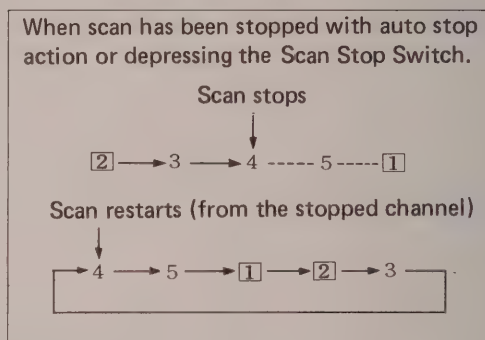 When scan has been stopped with auto stop
action or depressing the Scan Stop Switch.
Scan stops
2 3 4 5 1
Scan restarts (from the stopped channel)
4 5 1 2 3